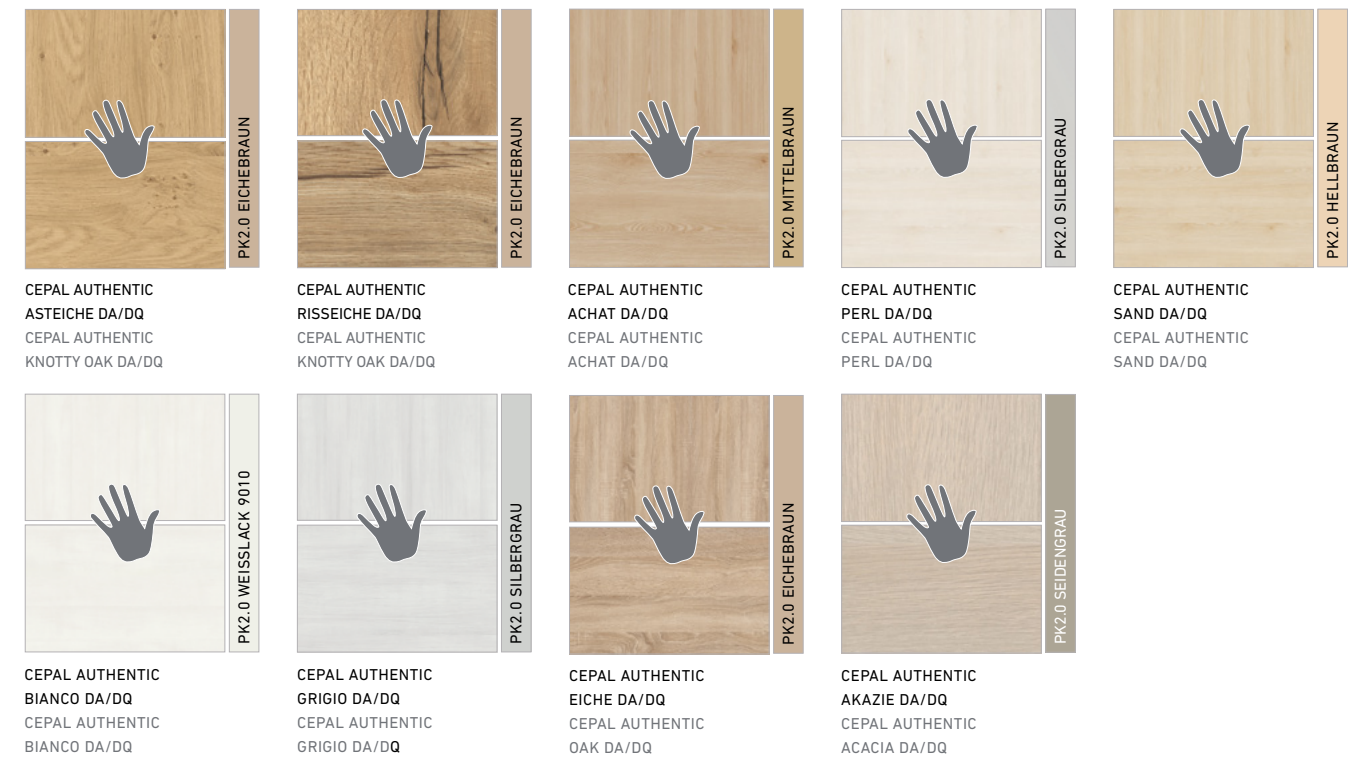 PK2.0 EICHEBRAUN
CEPAL AUTHENTIC
ASTEICHE DA/DQ
CEPAL AUTHENTIC
KNOTTY OAK DA/DQ
PK2.0 EICHEBRAUN
CEPAL AUTHENTIC
RISSEICHE DA/DQ
CEPAL AUTHENTIC
KNOTTY OAK DA/DQ
PK2.0 MITTELBRAUN
CEPAL AUTHENTIC
ACHAT DA/DQ
CEPAL AUTHENTIC
ACHAT DA/DQ
PK2.0 SILBERGRAU
CEPAL AUTHENTIC
PERL DA/DQ
CEPAL AUTHENTIC
PERL DA/DQ
PK2.0 HELLBRAUN
CEPAL AUTHENTIC
SAND DA/DQ
CEPAL AUTHENTIC
SAND DA/DQ
PK2.0 WEISSLACK 9010
CEPAL AUTHENTIC
BIANCO DA/DQ
CEPAL AUTHENTIC
BIANCO DA/DQ
PK2.0 SILBERGRAU
CEPAL AUTHENTIC
GRIGIO DA/DQ
CEPAL AUTHENTIC
GRIGIO DA/DQ
PK2.0 EICHEBRAUN
CEPAL AUTHENTIC
EICHE DA/DQ
CEPAL AUTHENTIC
OAK DA/DQ
PK2.0 SEIDENGRAU
CEPAL AUTHENTIC
AKAZIE DA/DQ
CEPAL AUTHENTIC
ACACIA DA/DQ